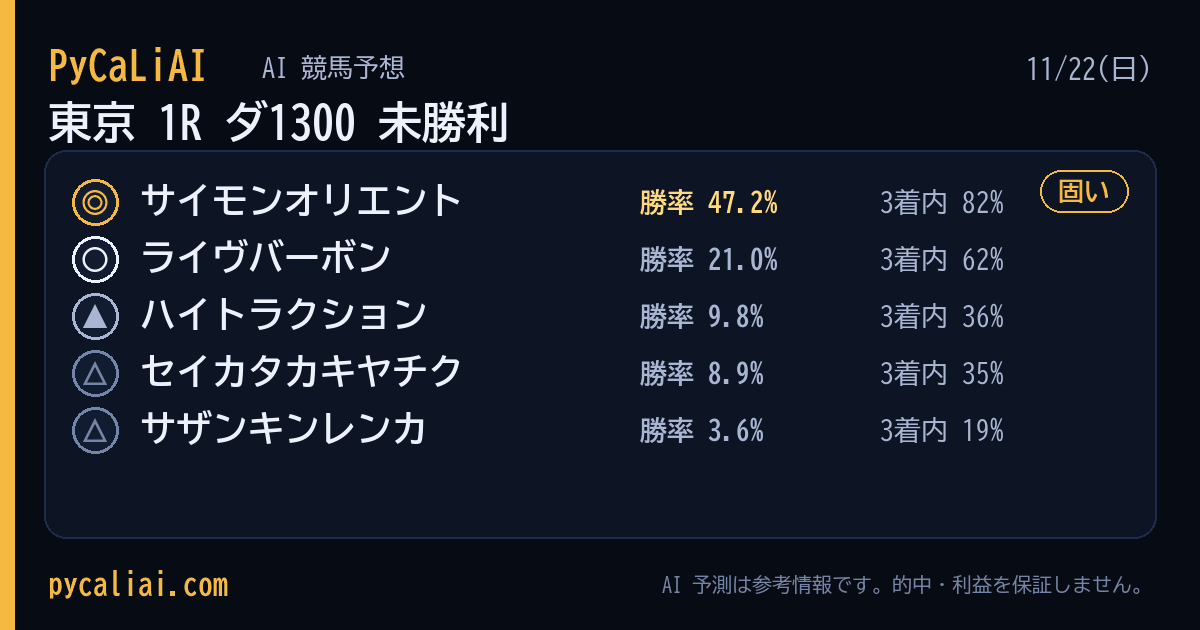 PyCaLiAI AI 競馬予想 11/22(日)
東京 1R ダ1300 未勝利
◎ サイモンオリエント 勝率 47.2% 3着内 82% 固い
○ ライヴバーボン 勝率 21.0% 3着内 62%
▲ ハイトラクション 勝率 9.8% 3着内 36%
△ セイカタカキヤチク 勝率 8.9% 3着内 35%
△ サザンキンレンカ 勝率 3.6% 3着内 19%
pycaliai.com AI 予測は参考情報です。的中・利益を保証しません。